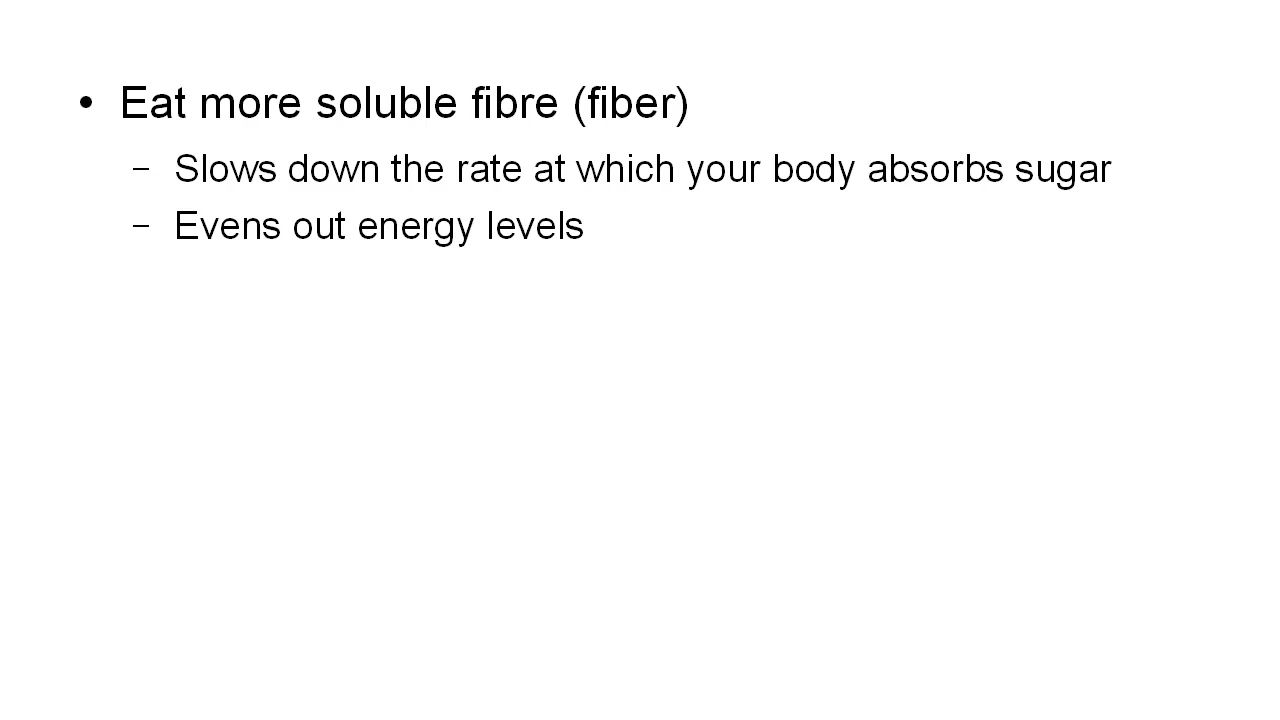 • Eat more soluble fibre (fiber)
– Slows down the rate at which your body absorbs sugar
– Evens out energy levels